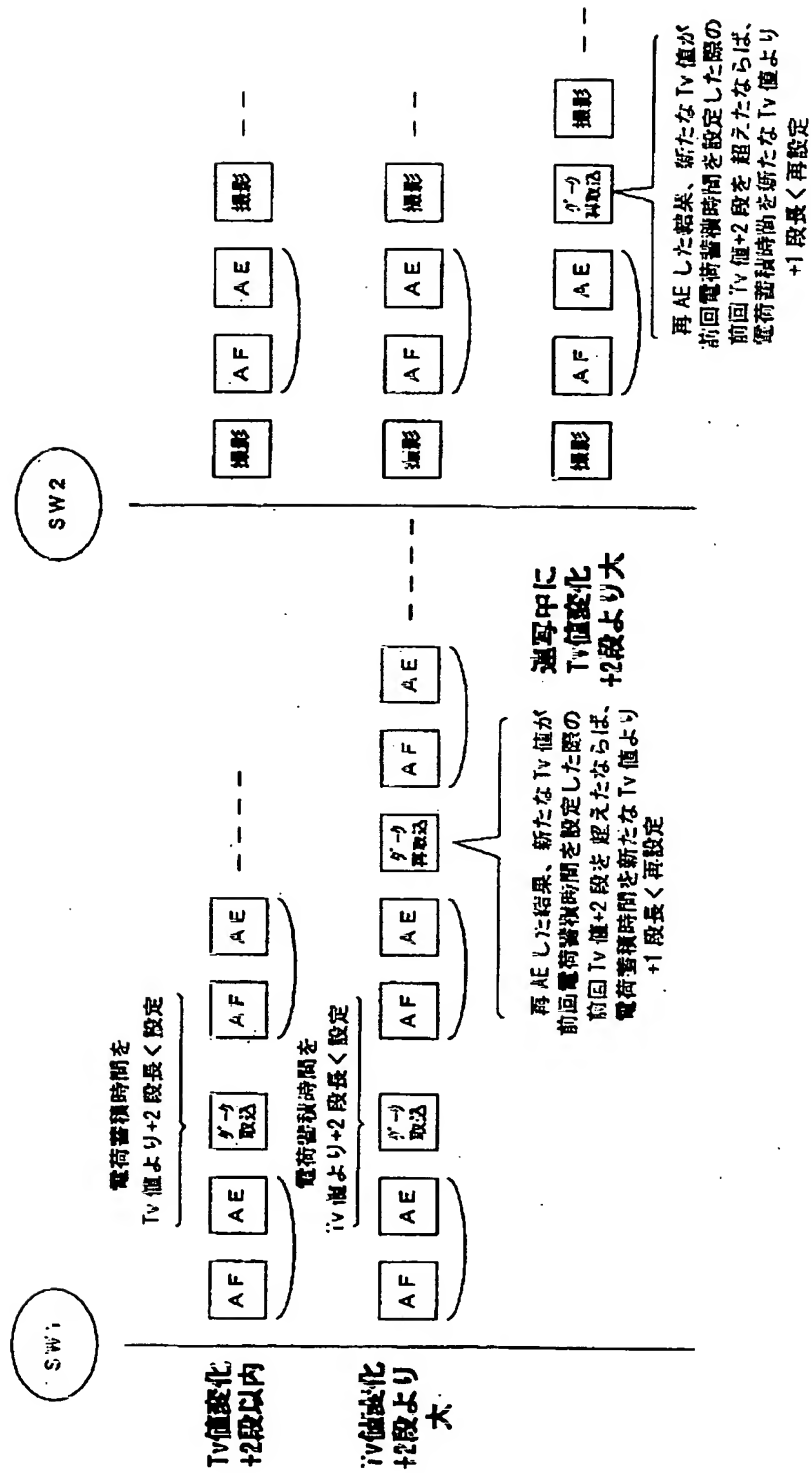 SW1
SW2
Tv値変化
+2段以内
電荷蓄積時間を
Tv値より+2段長く設定
AF
AE
ダーク
取込
AF
AE
撮影
AF
AE
撮影
Tv値変化
+2段より
大
電荷蓄積時間を
Tv値より+2段長く設定
AF
AE
ダーク
取込
AF
AE
ダーク
再取込
AF
AE
撮影
AF
AE
撮影
再AEした結果、新たなTv値が
前回電荷蓄積時間を設定した際の
前回Tv値+2段を超えたならば、
電荷蓄積時間を新たなTv値より
+1段長く再設定
連写中に
Tv値変化
+2段より大
撮影
AF
AE
ダーク
再取込
撮影
再AEした結果、新たなTv値が
前回電荷蓄積時間を設定した際の
前回Tv値+2段を超えたならば、
電荷蓄積時間を新たなTv値より
+1段長く再設定